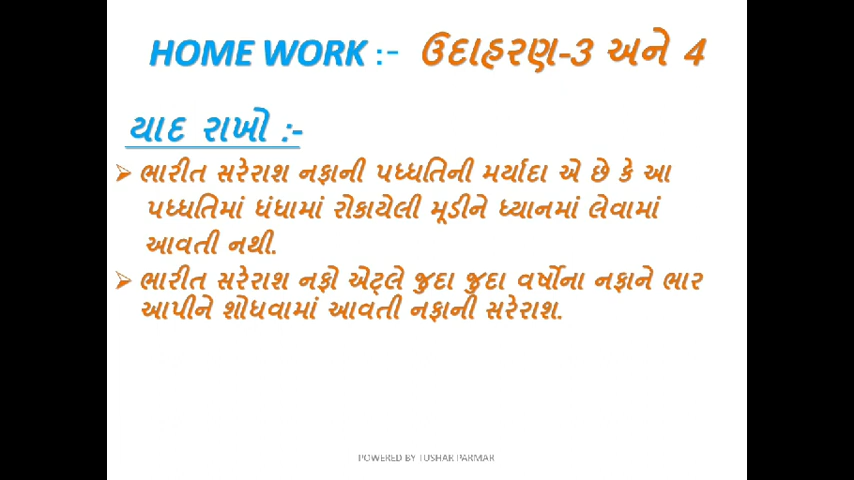 HOME WORK :- ઉદાહરણ-3 અને 4
યાદ રાખો :-
➢ ભારીત સરેરાશ નફાની પધ્ધતિની મર્યાદા એ છે કે આ
પધ્ધતિમાં ધંધામાં રોકાયેલી મૂડીને ધ્યાનમાં લેવામાં
આવતી નથી.
➢ ભારીત સરેરાશ નફો એટ્લે જુદા જુદા વર્ષોના નફાને ભાર
આપીને શોધવામાં આવતી નફાની સરેરાશ.
POWERED BY TUSHAR PARMAR